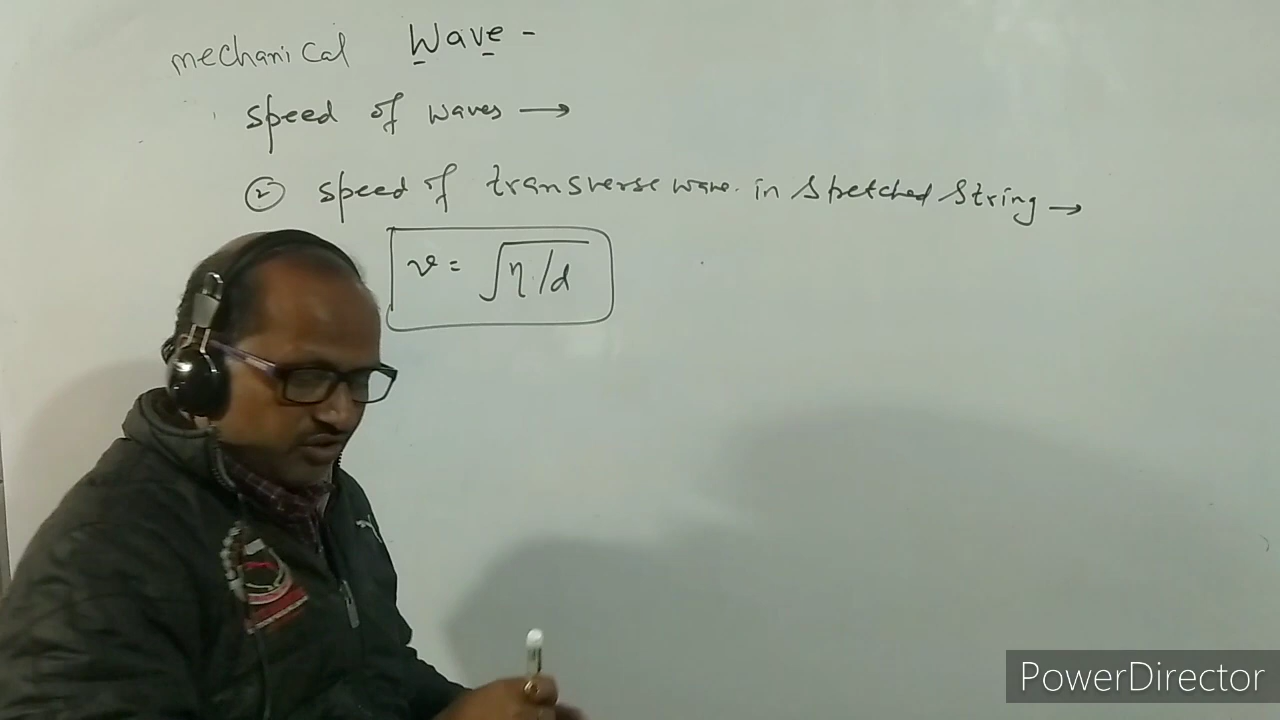 mechanical Wave -
speed of waves →
② speed of transverse wave. in stretched string →
v = √η/d
PowerDirector